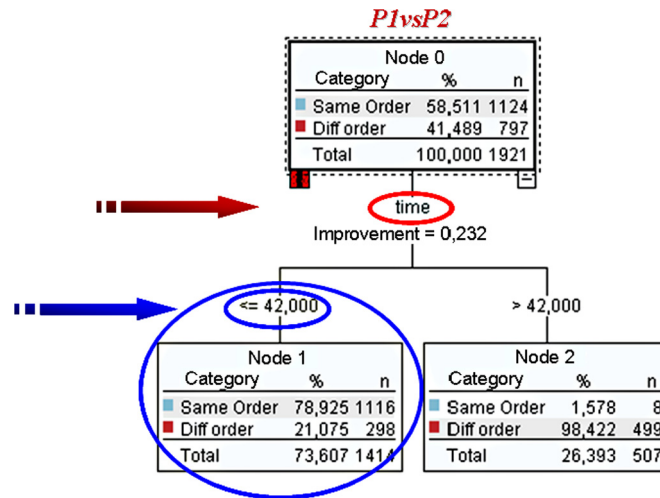 P1vsP2
Node 0
Category % n
Same Order 58,511 1124
Diff order 41,489 797
Total 100,000 1921
time
Improvement = 0,232
<= 42,000
> 42,000
Node 1
Category % n
Same Order 78,925 1116
Diff order 21,075 298
Total 73,607 1414
Node 2
Category % n
Same Order 1,578 8
Diff order 98,422 499
Total 26,393 507